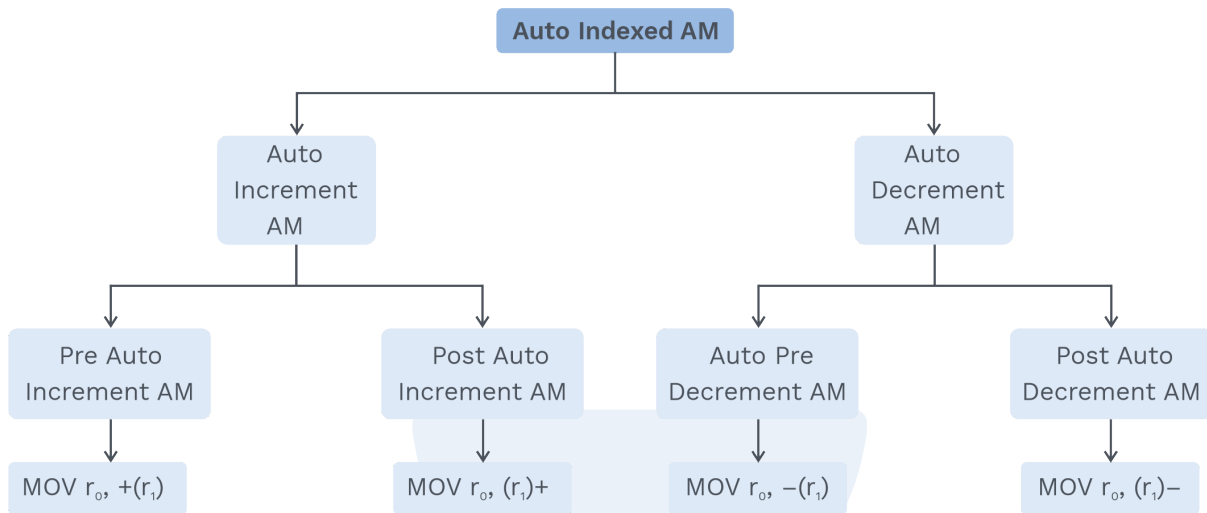 Auto Indexed AM
Auto
Increment
AM
Auto
Decrement
AM
Pre Auto
Increment AM
Post Auto
Increment AM
Auto Pre
Decrement AM
Post Auto
Decrement AM
MOV r₀, +(r₁)
MOV r₀, (r₁)+
MOV r₀, −(r₁)
MOV r₀, (r₁)−